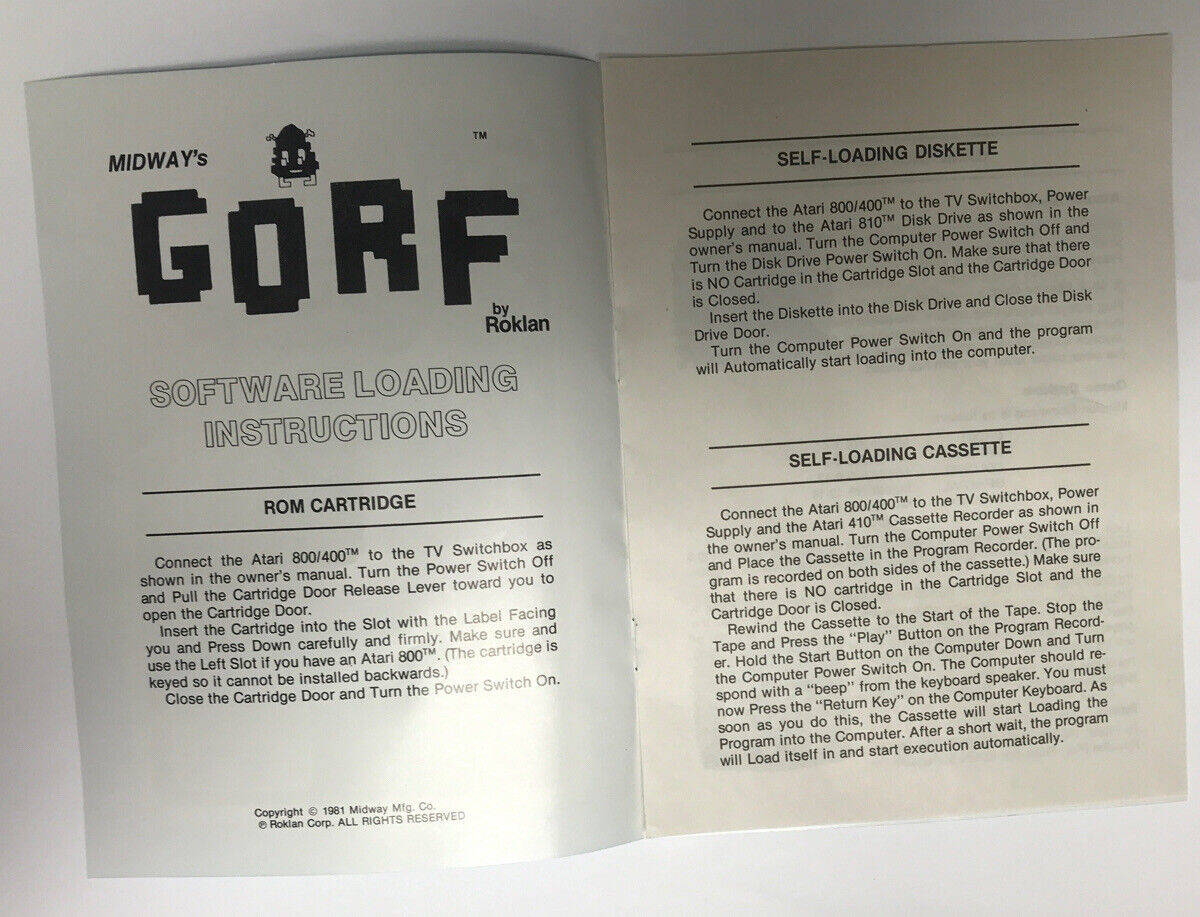 MIDWAY's
TM
GORF
by
Roklan
SOFTWARE LOADING
INSTRUCTIONS
ROM CARTRIDGE
Connect the Atari 800/400™ to the TV Switchbox as
shown in the owner's manual. Turn the Power Switch Off
and Pull the Cartridge Door Release Lever toward you to
open the Cartridge Door.
Insert the Cartridge into the Slot with the Label Facing
you and Press Down carefully and firmly. Make sure and
use the Left Slot if you have an Atari 800™. (The cartridge is
keyed so it cannot be installed backwards.)
Close the Cartridge Door and Turn the Power Switch On.
Copyright © 1981 Midway Mfg. Co.
℗ Roklan Corp. ALL RIGHTS RESERVED
SELF-LOADING DISKETTE
Connect the Atari 800/400™ to the TV Switchbox, Power
Supply and to the Atari 810™ Disk Drive as shown in the
owner's manual. Turn the Computer Power Switch Off and
Turn the Disk Drive Power Switch On. Make sure that there
is NO Cartridge in the Cartridge Slot and the Cartridge Door
is Closed.
Insert the Diskette into the Disk Drive and Close the Disk
Drive Door.
Turn the Computer Power Switch On and the program
will Automatically start loading into the computer.
SELF-LOADING CASSETTE
Connect the Atari 800/400™ to the TV Switchbox, Power
Supply and the Atari 410™ Cassette Recorder as shown in
the owner's manual. Turn the Computer Power Switch Off
and Place the Cassette in the Program Recorder. (The pro-
gram is recorded on both sides of the cassette.) Make sure
that there is NO cartridge in the Cartridge Slot and the
Cartridge Door is Closed.
Rewind the Cassette to the Start of the Tape. Stop the
Tape and Press the "Play" Button on the Program Record-
er. Hold the Start Button on the Computer Down and Turn
the Computer Power Switch On. The Computer should re-
spond with a "beep" from the keyboard speaker. You must
now Press the "Return Key" on the Computer Keyboard. As
soon as you do this, the Cassette will start Loading the
Program into the Computer. After a short wait, the program
will Load itself in and start execution automatically.